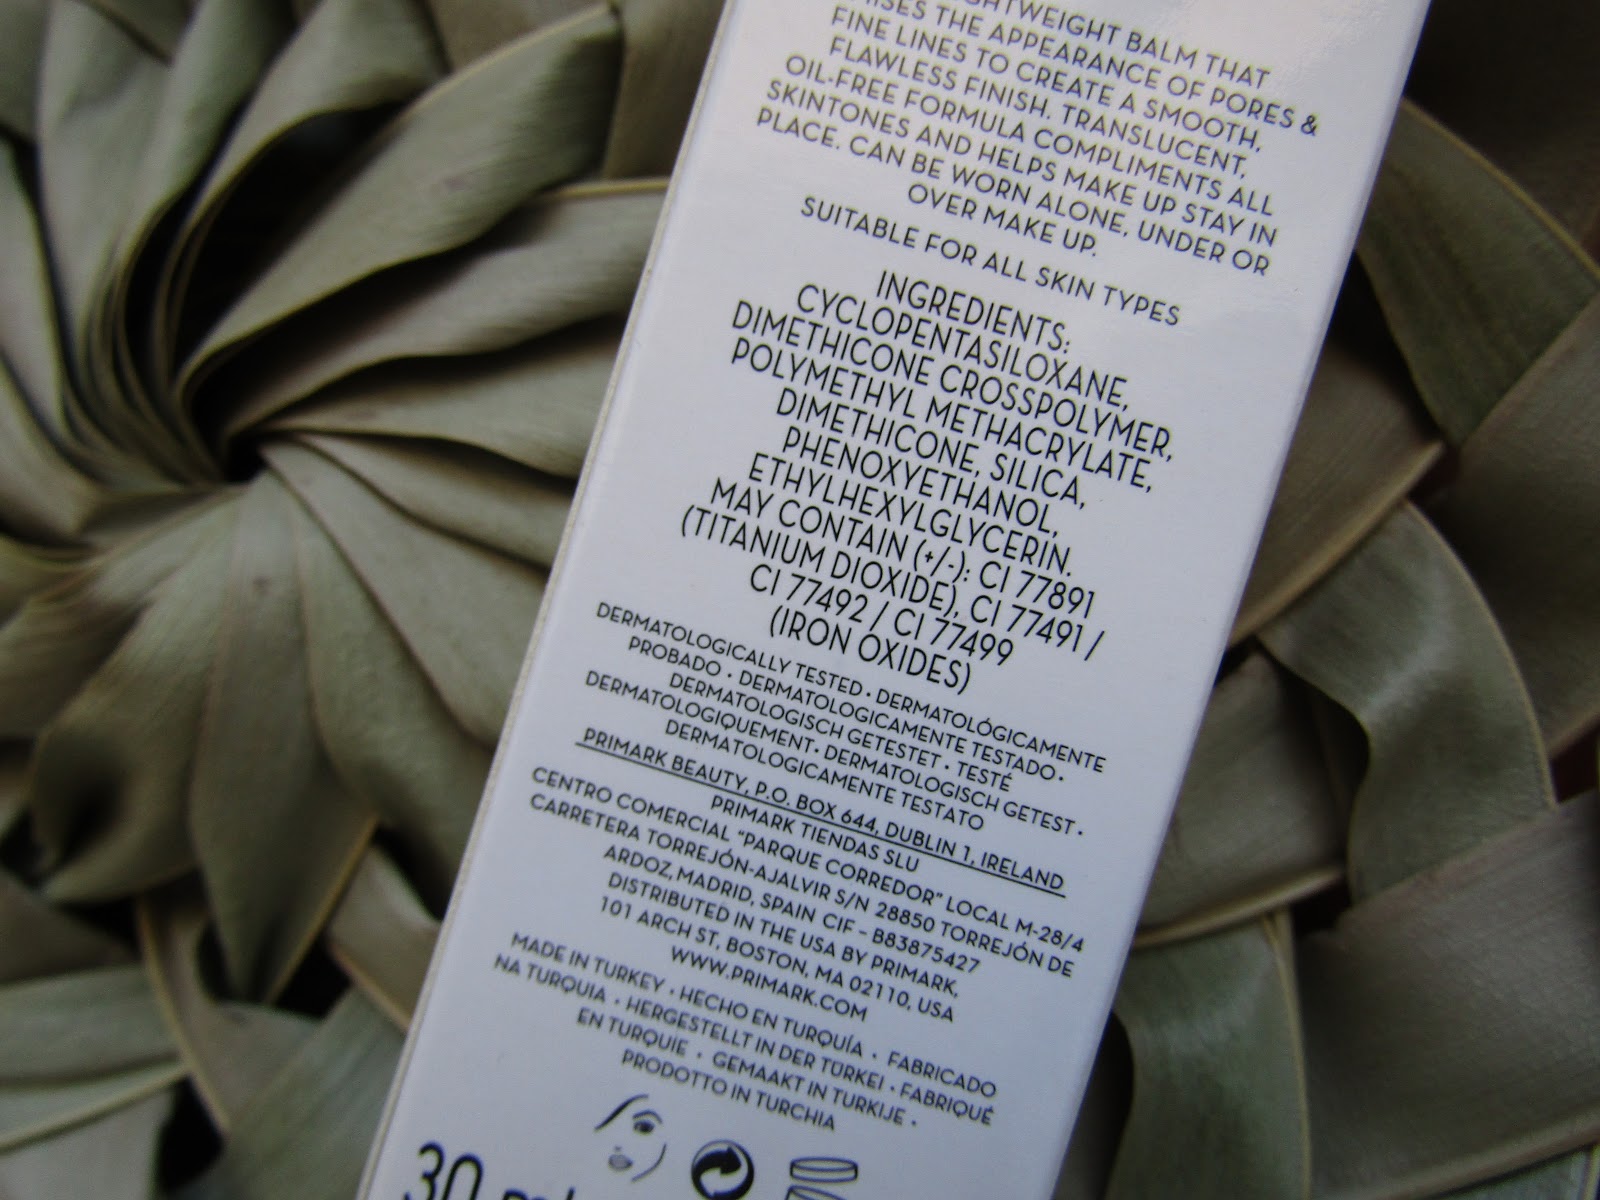 LIGHTWEIGHT BALM THAT
THE APPEARANCE OF PORES &
FINE LINES TO CREATE A SMOOTH,
FLAWLESS FINISH. TRANSLUCENT,
OIL-FREE FORMULA COMPLIMENTS ALL
SKINTONES AND HELPS MAKE UP STAY IN
PLACE. CAN BE WORN ALONE, UNDER OR
OVER MAKE UP.
SUITABLE FOR ALL SKIN TYPES
INGREDIENTS:
CYCLOPENTASILOXANE,
DIMETHICONE CROSSPOLYMER,
POLYMETHYL METHACRYLATE,
DIMETHICONE, SILICA,
PHENOXYETHANOL,
ETHYLHEXYLGLYCERIN.
MAY CONTAIN (+/-): CI 77891
(TITANIUM DIOXIDE), CI 77491 /
CI 77492 / CI 77499
(IRON OXIDES)
DERMATOLOGICALLY TESTED • DERMATOLÓGICAMENTE
PROBADO • DERMATOLOGICAMENTE TESTADO •
DERMATOLOGISCH GETESTET • TESTÉ
DERMATOLOGIQUEMENT • DERMATOLOGISCH GETEST •
DERMATOLOGICAMENTE TESTATO
PRIMARK BEAUTY, P.O. BOX 644, DUBLIN 1, IRELAND
PRIMARK TIENDAS SLU
CENTRO COMERCIAL "PARQUE CORREDOR" LOCAL M-28/4
CARRETERA TORREJÓN-AJALVIR S/N 28850 TORREJÓN DE
ARDOZ, MADRID, SPAIN CIF - B83875427
DISTRIBUTED IN THE USA BY PRIMARK,
101 ARCH ST, BOSTON, MA 02110, USA
WWW.PRIMARK.COM
MADE IN TURKEY • HECHO EN TURQUÍA • FABRICADO
NA TURQUIA • HERGESTELLT IN DER TÜRKEI • FABRIQUÉ
EN TURQUIE • GEMAAKT IN TURKIJE •
PRODOTTO IN TURCHIA
30 ml